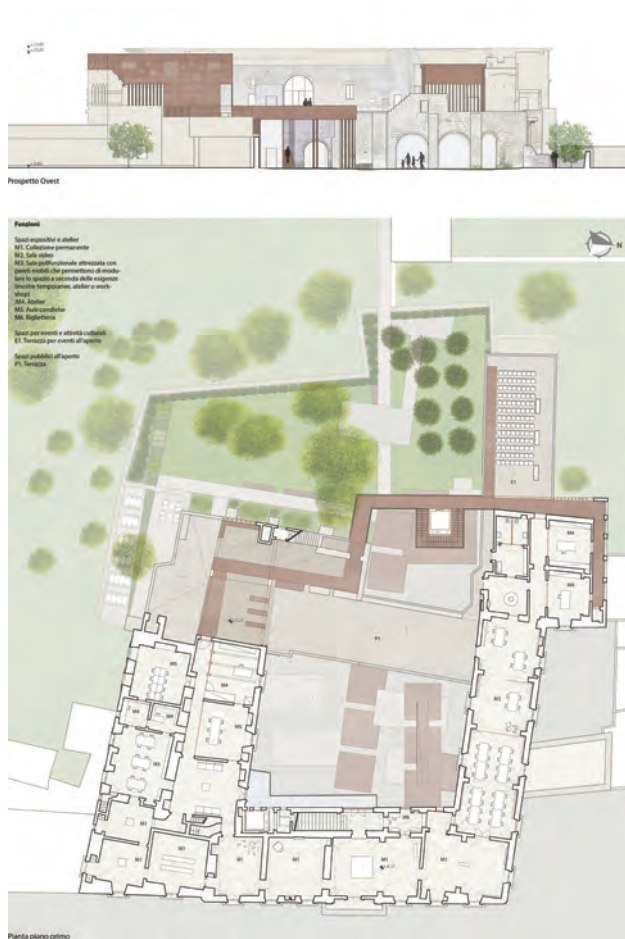 Prospetto Ovest
Funzioni
Spazi espositivi e atelier
M1. Collezione permanente
M2. Sala video
M3. Sala polifunzionale attrezzata con
pareti mobili che permettono di modu-
lare lo spazio a seconda delle esigenze
(mostre temporanee, atelier o work-
shop)
M4. Atelier
M5. Aule condivise
M6. Biglietteria
Spazi per eventi e attività culturali
E1. Terrazza per eventi all'aperto
Spazi pubblici all'aperto
P1. Terrazza
N
E1
M4
M4
P1
M5
M4
M3
M5
M5
M1
M6
M1
M1
M1
M1
M1
M1
Pianta piano primo